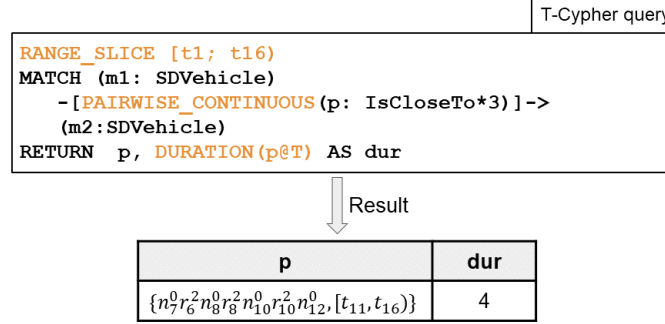 T-Cypher query
RANGE_SLICE [t1; t16)
MATCH (m1: SDVehicle)
-[PAIRWISE_CONTINUOUS(p: IsCloseTo*3)]->
(m2:SDVehicle)
RETURN p, DURATION(p@T) AS dur
Result
p dur
{n⁰₇r²₆n⁰₈r²₈n⁰₁₀r²₁₀n⁰₁₂, [t₁₁, t₁₆)} 4